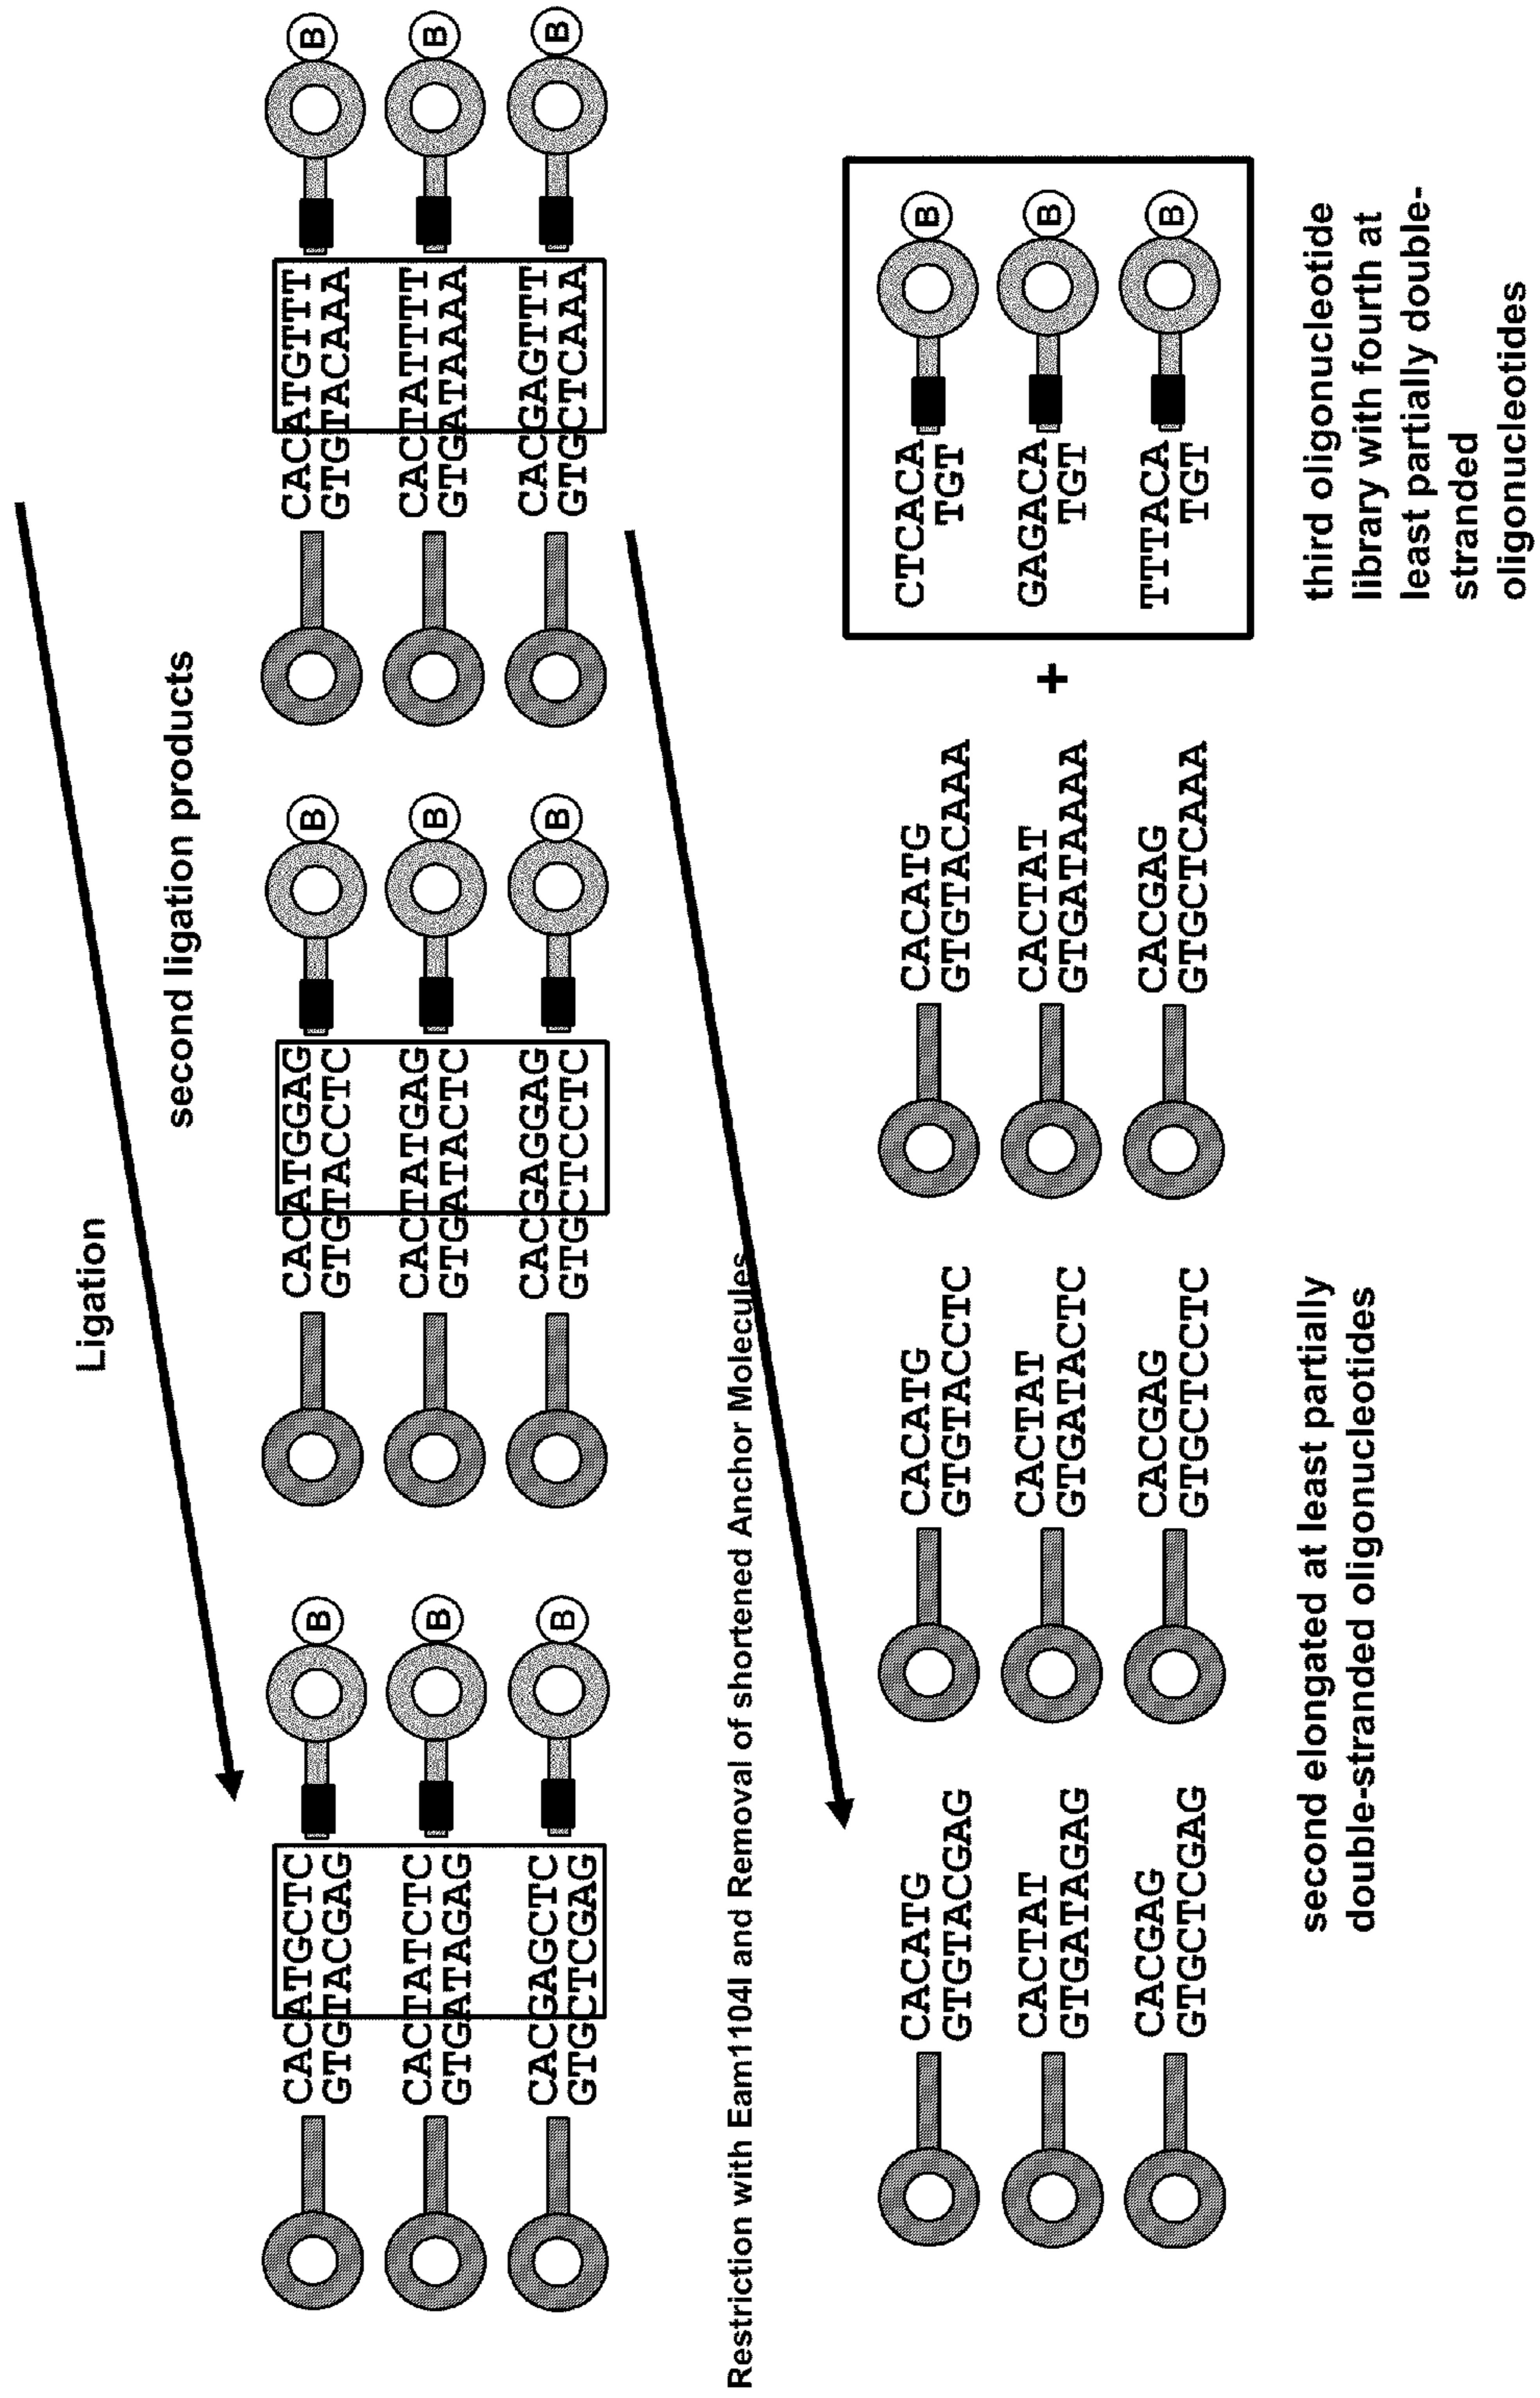 Ligation
second ligation products
CACATGCTC B CACATGGAG B CACATGTTT B
GTGTACGAG GTGTACCTC GTGTACAAA
CACTATCTC B CACTATGAG B CACTATTTT B
GTGATAGAG GTGATACTC GTGATAAAA
CACGAGCTC B CACGAGGAG B CACGAGTTT B
GTGCTCGAG GTGCTCCTC GTGCTCAAA
Restriction with Eam1104I and Removal of shortened Anchor Molecules
CACATG CACATG CACATG CTCACA B
GTGTACGAG GTGTACCTC GTGTACAAA TGT
CACTAT CACTAT CACTAT + GAGACA B
GTGATAGAG GTGATACTC GTGATAAAA TGT
CACGAG CACGAG CACGAG TTTACA B
GTGCTCGAG GTGCTCCTC GTGCTCAAA TGT
second elongated at least partially
double-stranded oligonucleotides
third oligonucleotide
library with fourth at
least partially double-
stranded
oligonucleotides